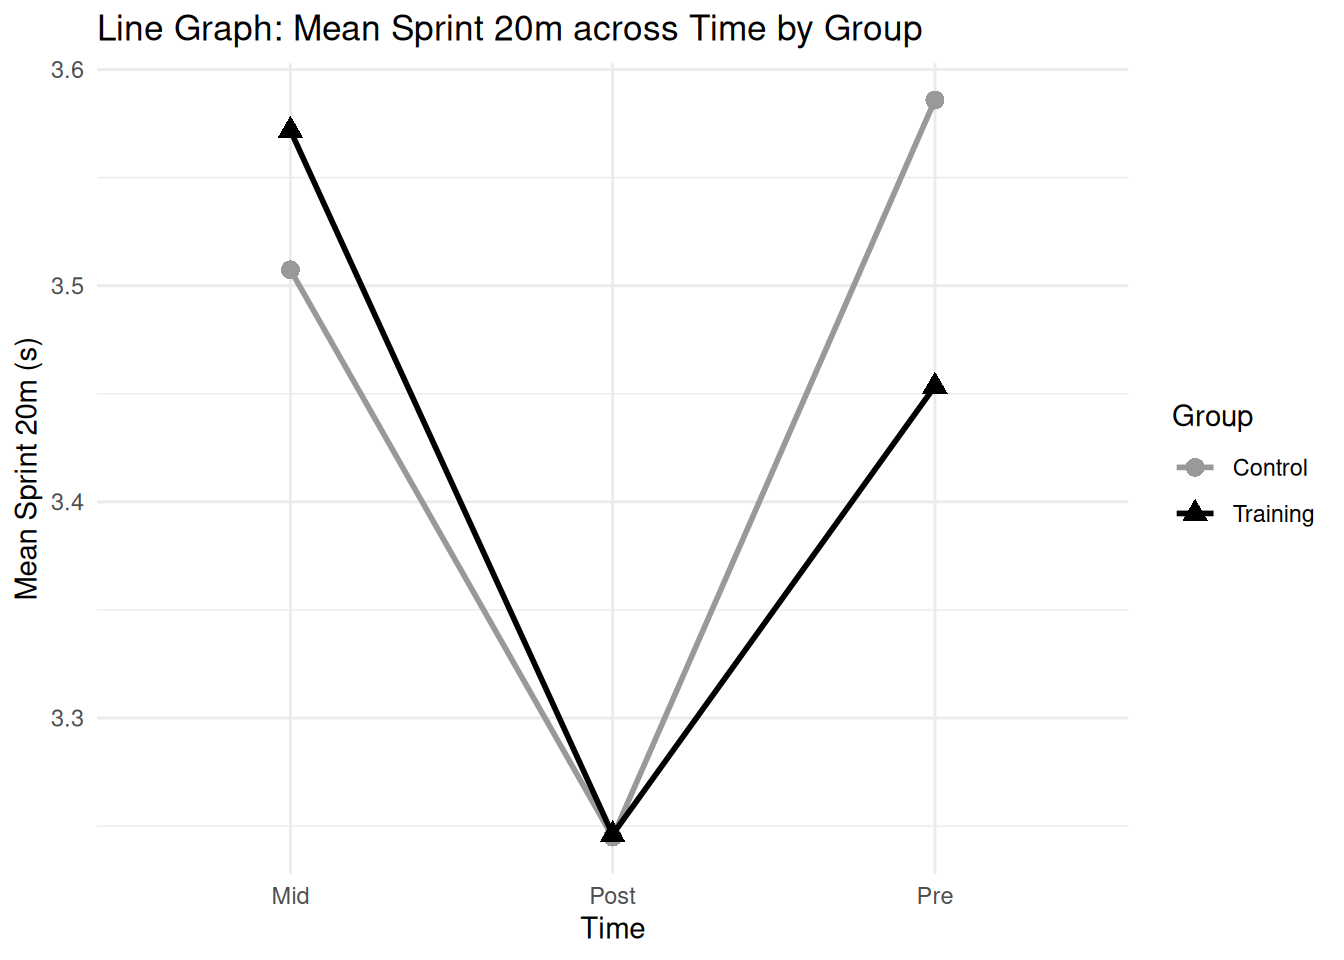 Line Graph: Mean Sprint 20m across Time by Group
3.6
3.5
3.4
3.3
Mean Sprint 20m (s)
Mid
Post
Pre
Time
Group
Control
Training